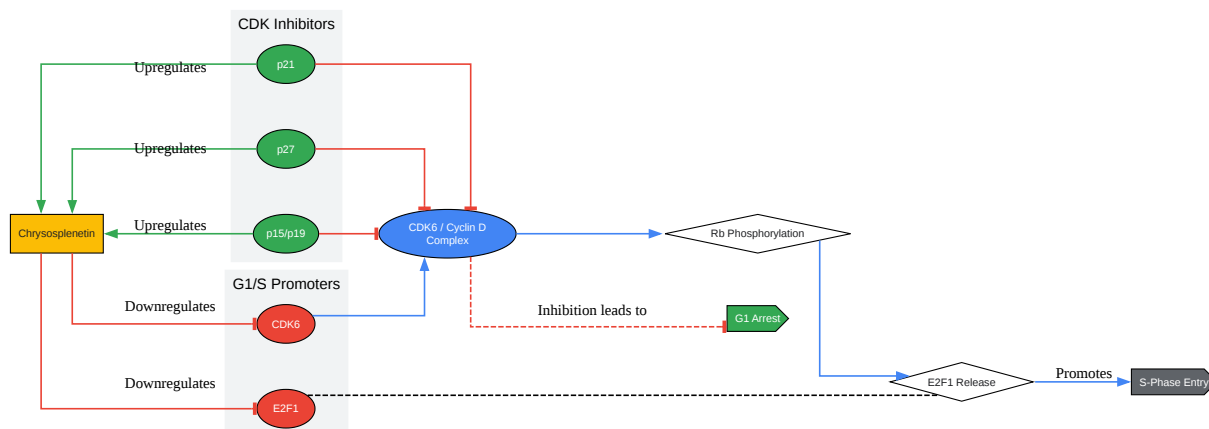 CDK Inhibitors
p21
Upregulates
p27
Upregulates
p15/p19
Upregulates
Chrysosplenetin
CDK6 / Cyclin D
Complex
Rb Phosphorylation
G1/S Promoters
Downregulates
CDK6
Inhibition leads to
G1 Arrest
Downregulates
E2F1
E2F1 Release
Promotes
S-Phase Entry